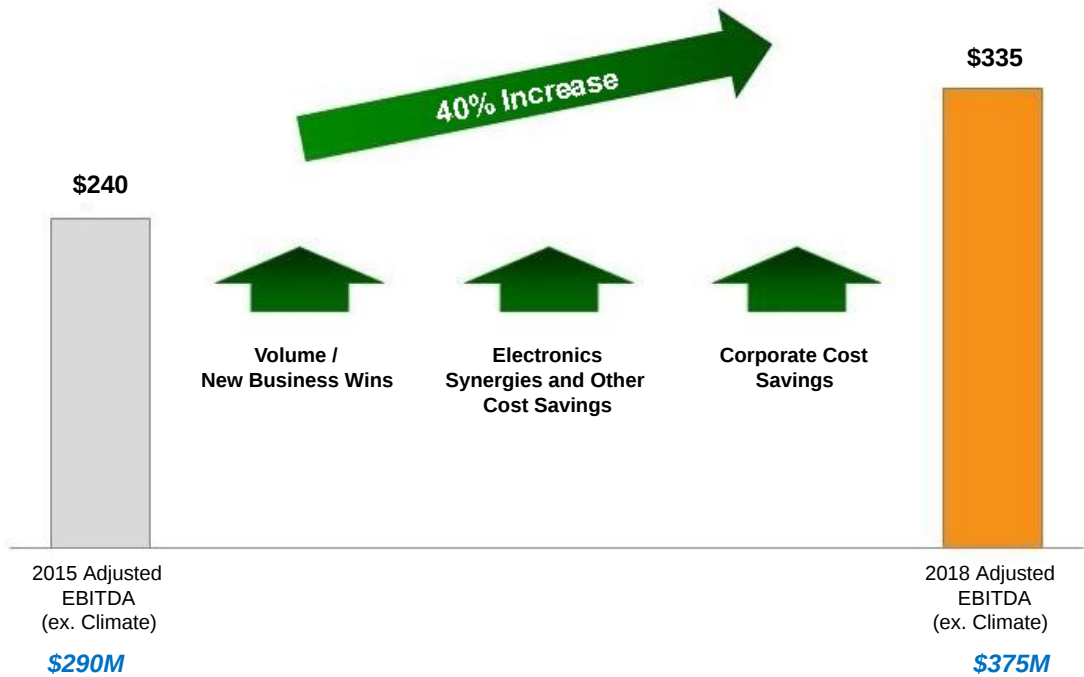 40% Increase
$335
$240
Volume /
New Business Wins
Electronics
Synergies and Other
Cost Savings
Corporate Cost
Savings
2015 Adjusted
EBITDA
(ex. Climate)
$290M
2018 Adjusted
EBITDA
(ex. Climate)
$375M